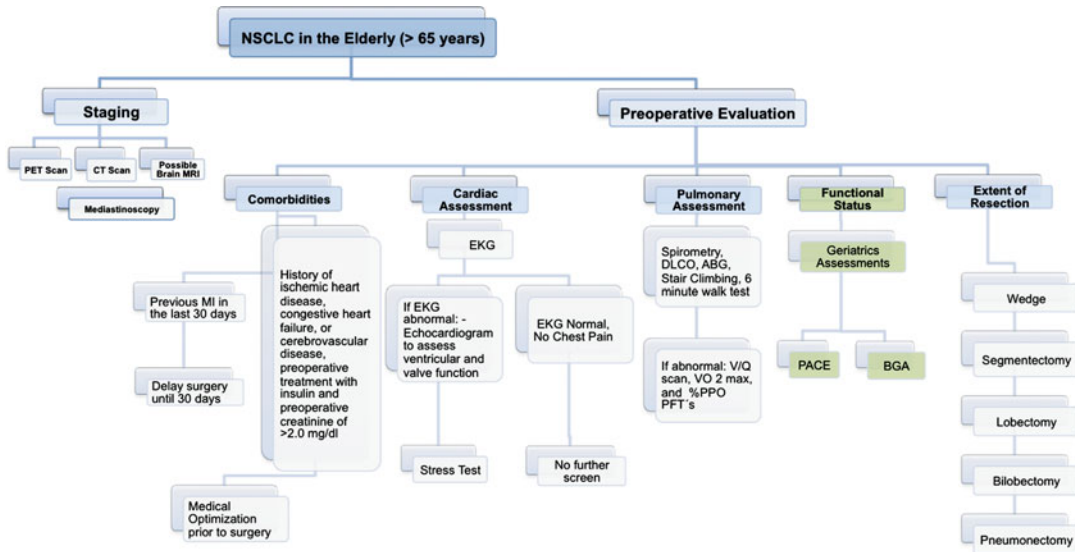 NSCLC in the Elderly (> 65 years)
Staging
Preoperative Evaluation
PET Scan
CT Scan
Possible
Brain MRI
Mediastinoscopy
Comorbidities
Cardiac
Assessment
Pulmonary
Assessment
Functional
Status
Extent of
Resection
Previous MI in
the last 30 days
Delay surgery
until 30 days
History of
ischemic heart
disease,
congestive heart
failure, or
cerebrovascular
disease,
preoperative
treatment with
insulin and
preoperative
creatinine of
>2.0 mg/dl
Medical
Optimization
prior to surgery
EKG
If EKG
abnormal: -
Echocardiogram
to assess
ventricular and
valve function
Stress Test
EKG Normal,
No Chest Pain
No further
screen
Spirometry,
DLCO, ABG,
Stair Climbing, 6
minute walk test
If abnormal: V/Q
scan, VO 2 max,
and %PPO
PFT´s
Geriatrics
Assessments
PACE
BGA
Wedge
Segmentectomy
Lobectomy
Bilobectomy
Pneumonectomy